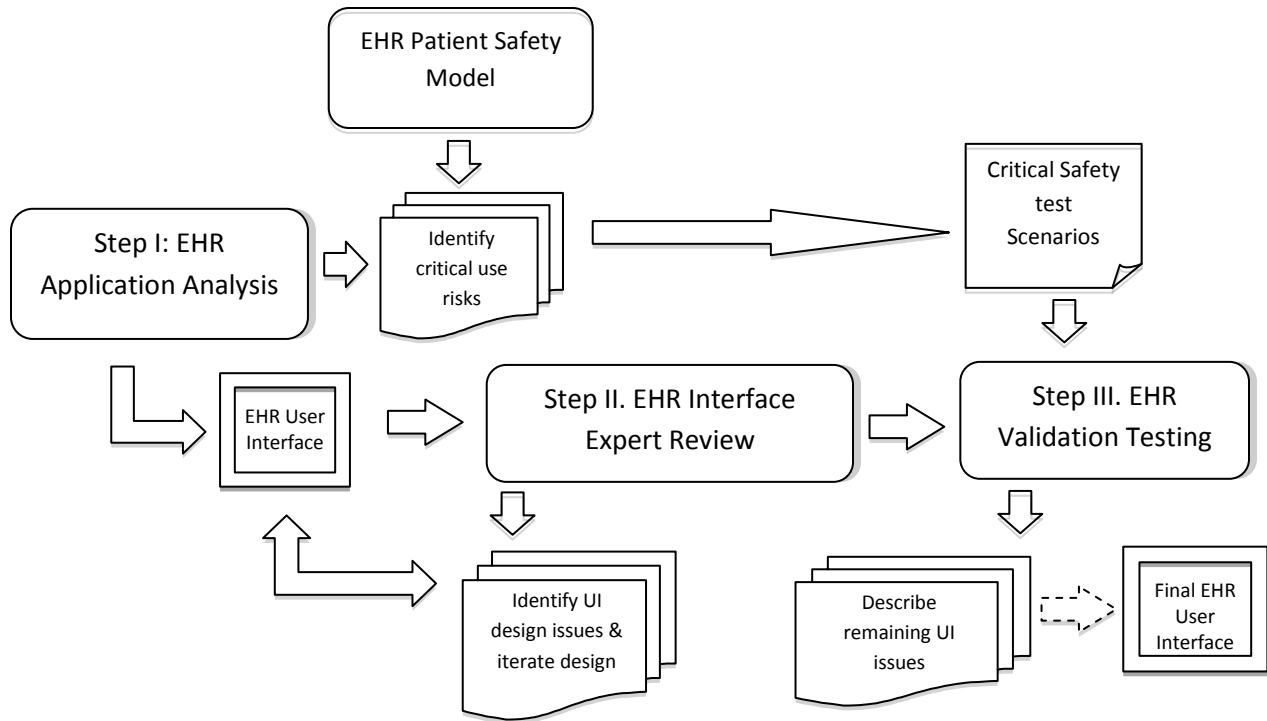 EHR Patient Safety
Model
Critical Safety
test
Scenarios
Step I: EHR
Application Analysis
Identify
critical use
risks
EHR User
Interface
Step II. EHR Interface
Expert Review
Step III. EHR
Validation Testing
Identify UI
design issues &
iterate design
Describe
remaining UI
issues
Final EHR
User
Interface